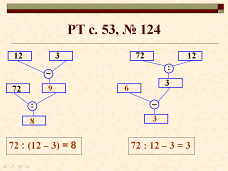 РТ с. 53, № 124
12 3 72 12
– :
72 9 6 3
: –
8 3
72 : (12 – 3) = 8 72 : 12 – 3 = 3